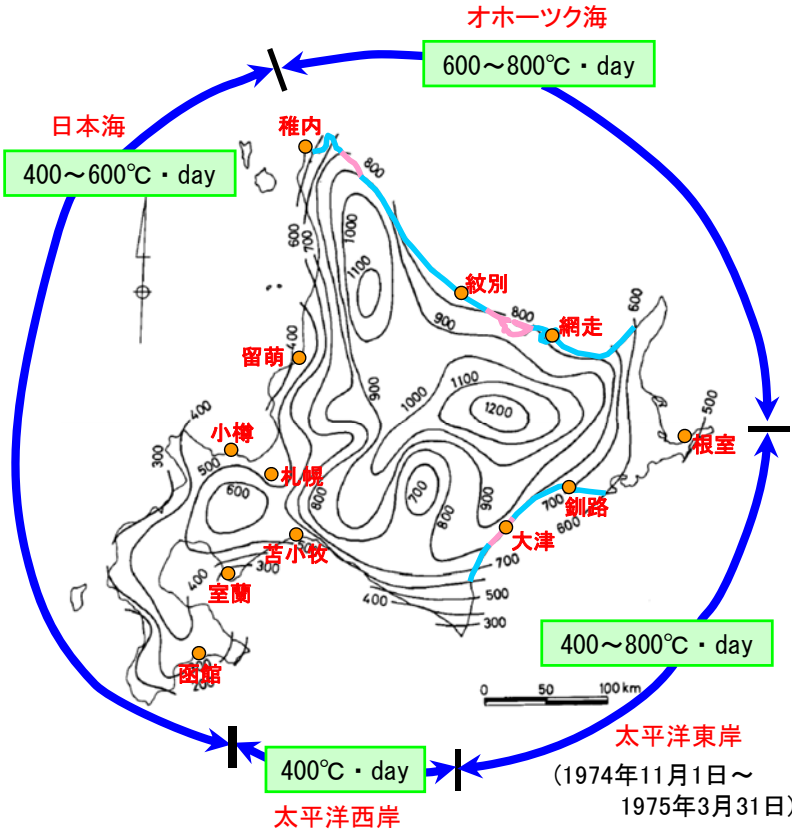 オホーツク海
600～800℃・day
日本海
400～600℃・day
稚内
800
1000
600
700
1100
紋別
900
800
600
網走
留萌
400
900
1000
1100
1200
500
根室
400
小樽
300
500
札幌
600
800
700
800
900
700
釧路
600
大津
苫小牧
300
400
室蘭
700
500
400
300
函館
200
400～800℃・day
0 50 100 km
太平洋東岸
400℃・day
太平洋西岸
(1974年11月1日～
1975年3月31日)